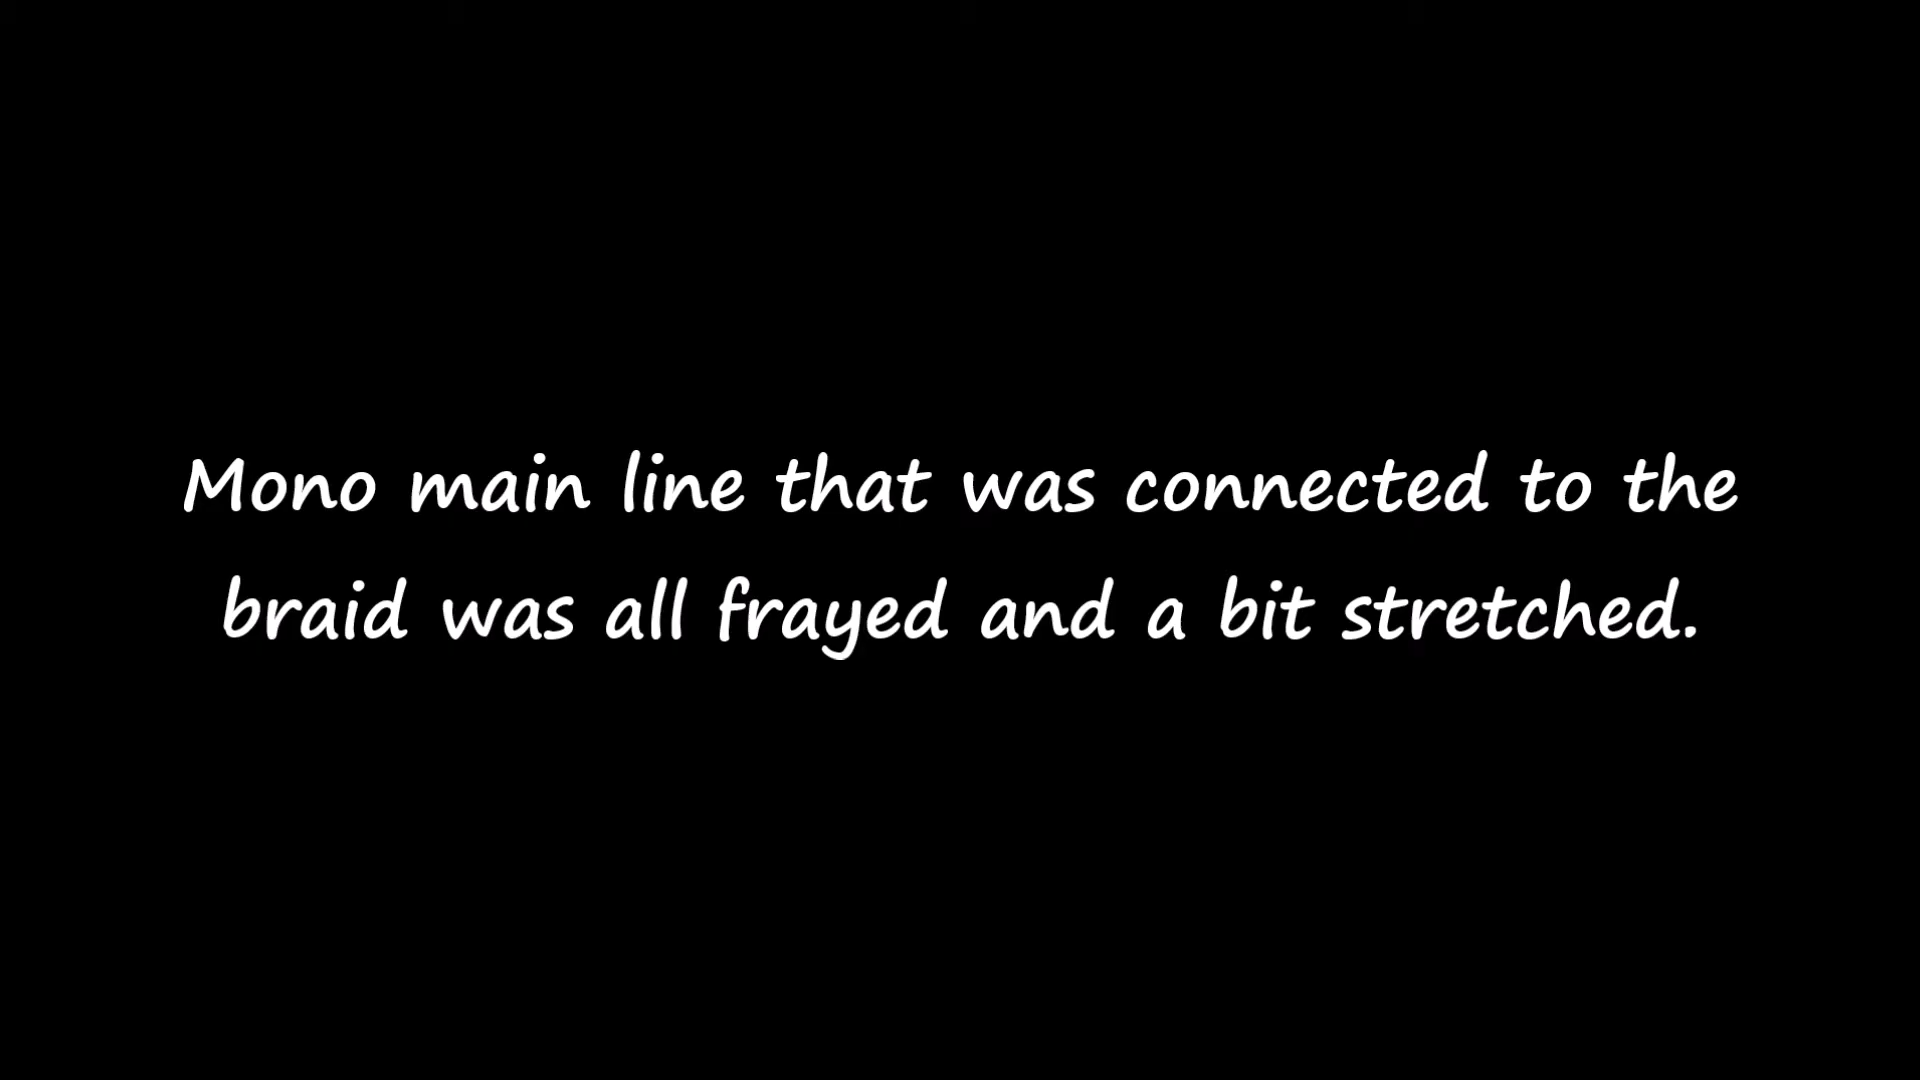 Mono main line that was connected to the
braid was all frayed and a bit stretched.